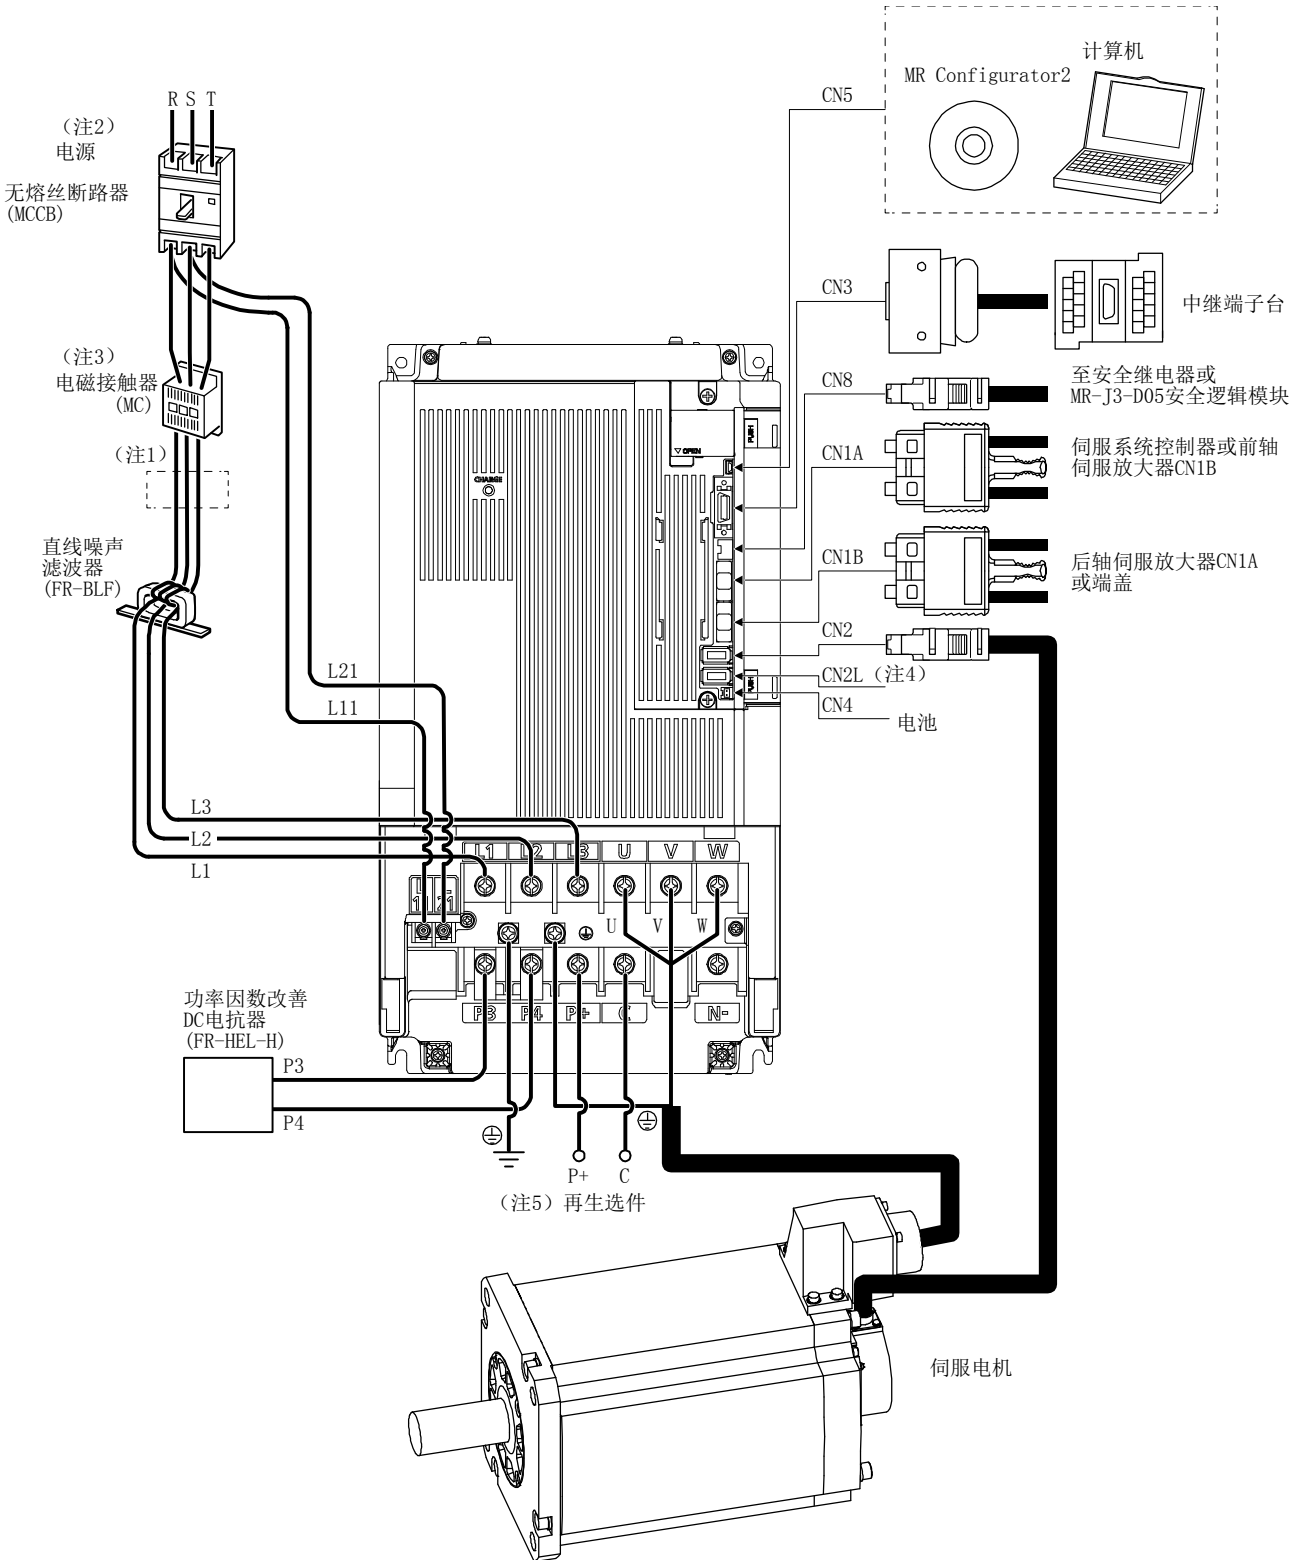 计算机
MR Configurator2
CN5
R S T
（注2）
电源
无熔丝断路器
(MCCB)
CN3
中继端子台
（注3）
电磁接触器
(MC)
CN8
至安全继电器或
MR-J3-D05安全逻辑模块
（注1）
CN1A
伺服系统控制器或前轴
伺服放大器CN1B
OPEN
PUSH
CHARGE
直线噪声
滤波器
(FR-BLF)
CN1B
后轴伺服放大器CN1A
或端盖
CN2
L21
CN2L（注4）
PUSH
L11
CN4
电池
L3
L2
L1
L1 L2 L3 U V W
L11 L21
U V W
功率因数改善
DC电抗器
(FR-HEL-H)
P3 P4 P+ C N-
P3
P4
P+ C
（注5）再生选件
伺服电机